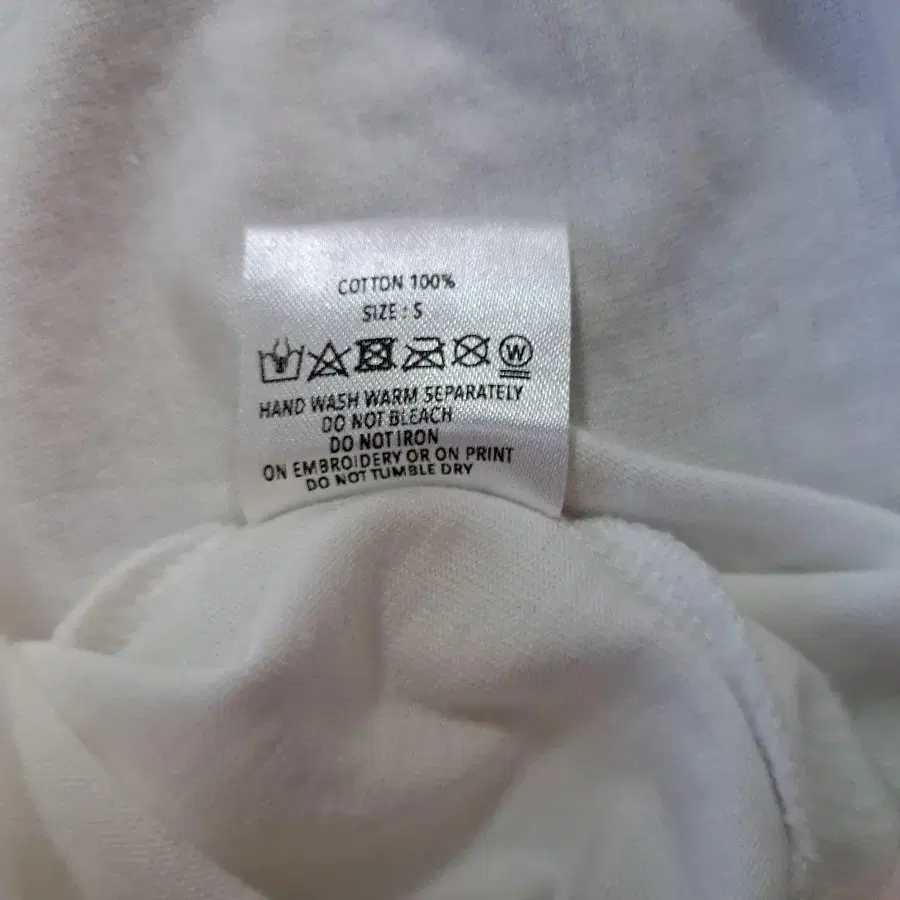 COTTON 100%
SIZE : S
W
HAND WASH WARM SEPARATELY
DO NOT BLEACH
DO NOT IRON
ON EMBROIDERY OR ON PRINT
DO NOT TUMBLE DRY